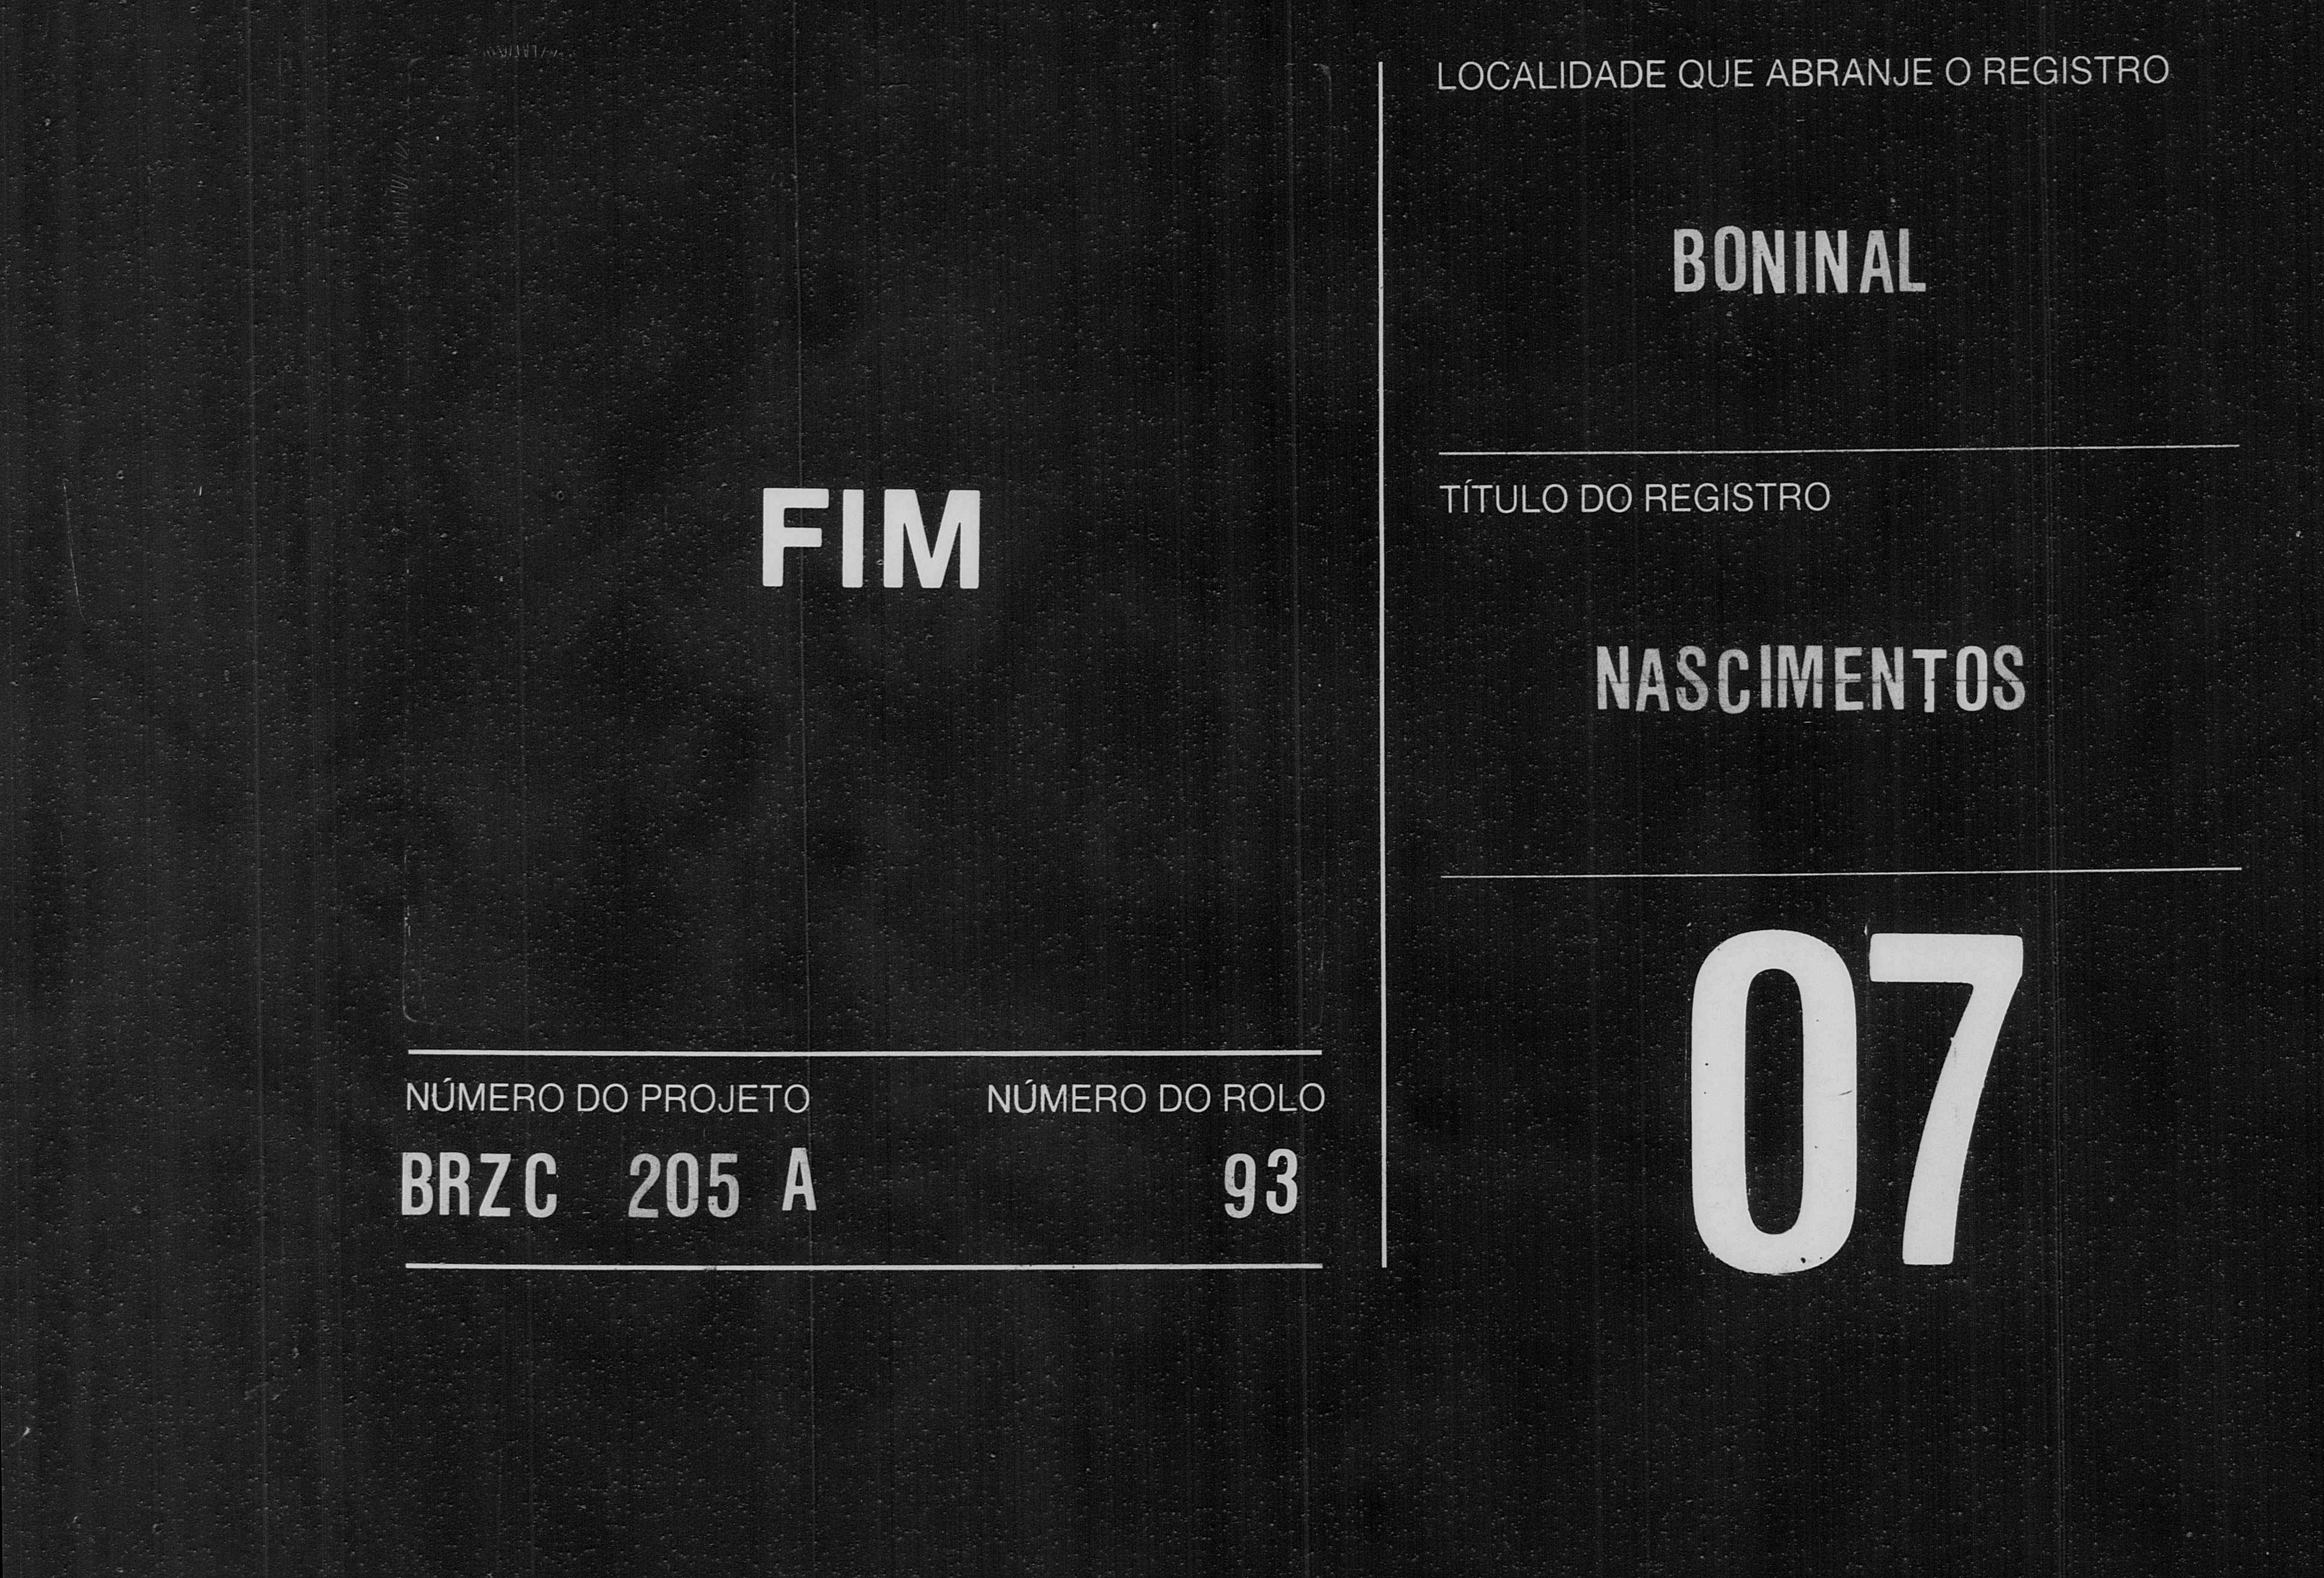 FIM
NÚMERO DO PROJETO
BRZC 205 A
NÚMERO DO ROLO
93
LOCALIDADE QUE ABRANJE O REGISTRO
BONINAL
TÍTULO DO REGISTRO
NASCIMENTOS
07